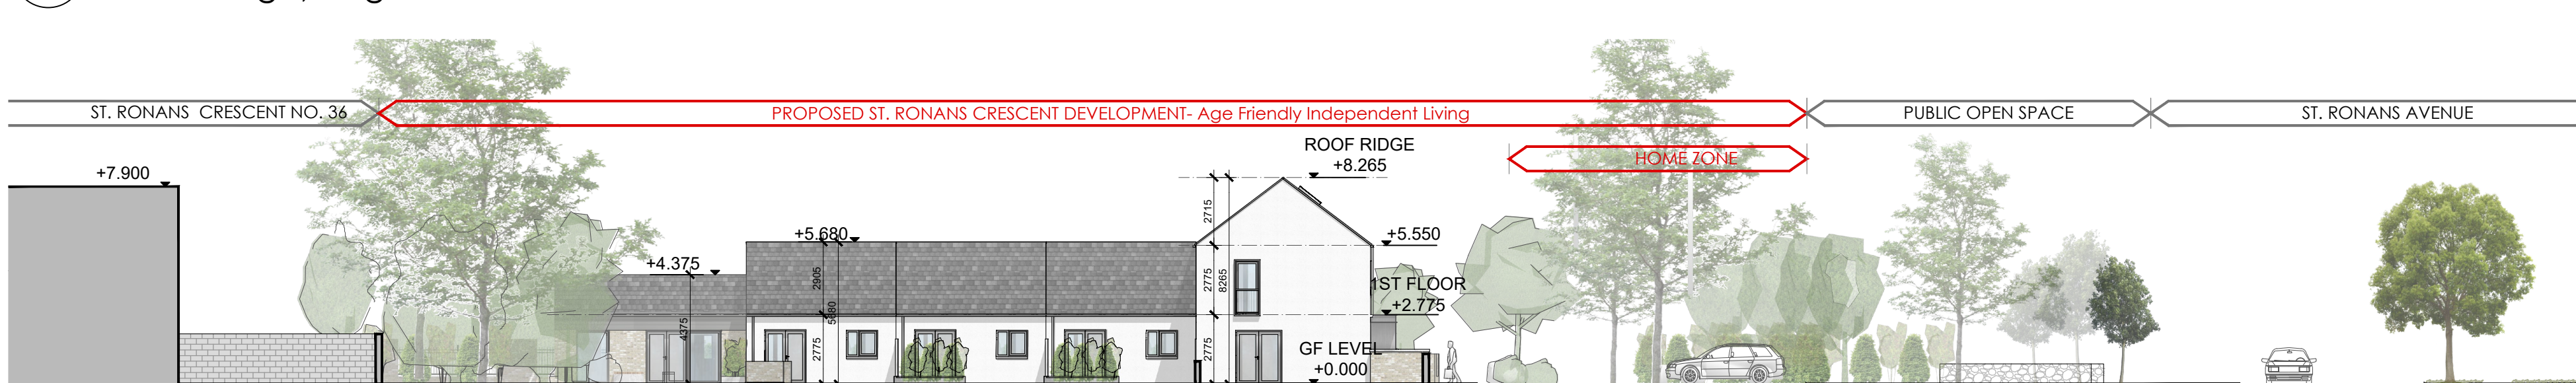 ST. RONANS CRESCENT NO. 36
PROPOSED ST. RONANS CRESCENT DEVELOPMENT- Age Friendly Independent Living
PUBLIC OPEN SPACE
ST. RONANS AVENUE
HOME ZONE
ROOF RIDGE
+8.265
+7.900
+5.680
+5.550
+4.375
1ST FLOOR
+2.775
GF LEVEL
+0.000
4375
2905
2775
5680
2715
2775
2775
8265